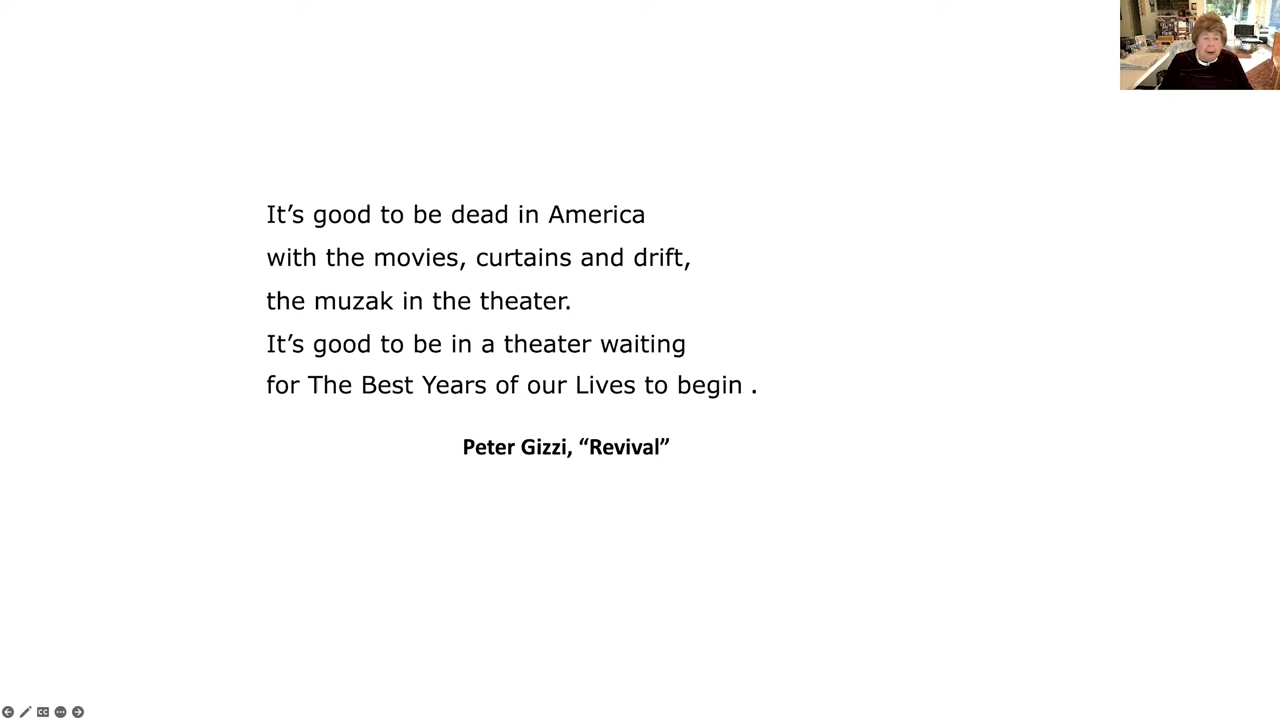 It’s good to be dead in America
with the movies, curtains and drift,
the muzak in the theater.
It’s good to be in a theater waiting
for The Best Years of our Lives to begin .
Peter Gizzi, “Revival”
CC